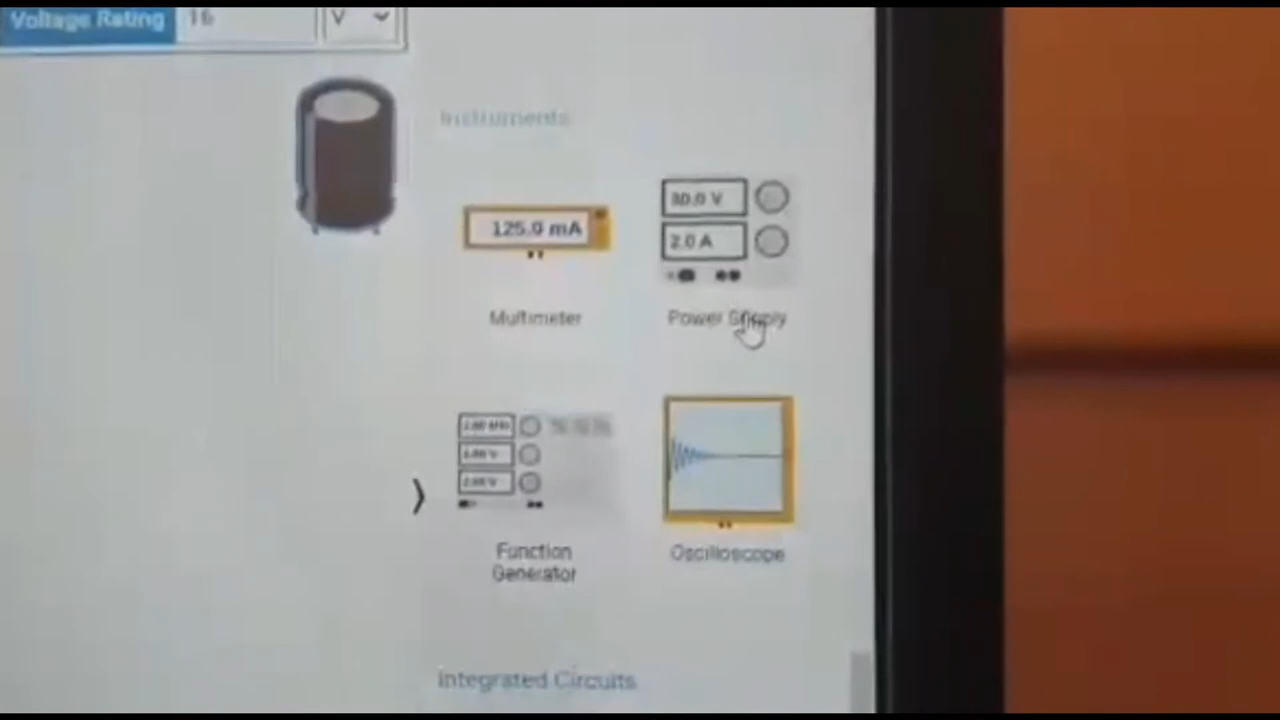 Voltage Rating 16 V
Instruments
125.0 mA
30.0 V
2.0 A
Multimeter
Power Supply
Function
Generator
Oscilloscope
Integrated Circuits